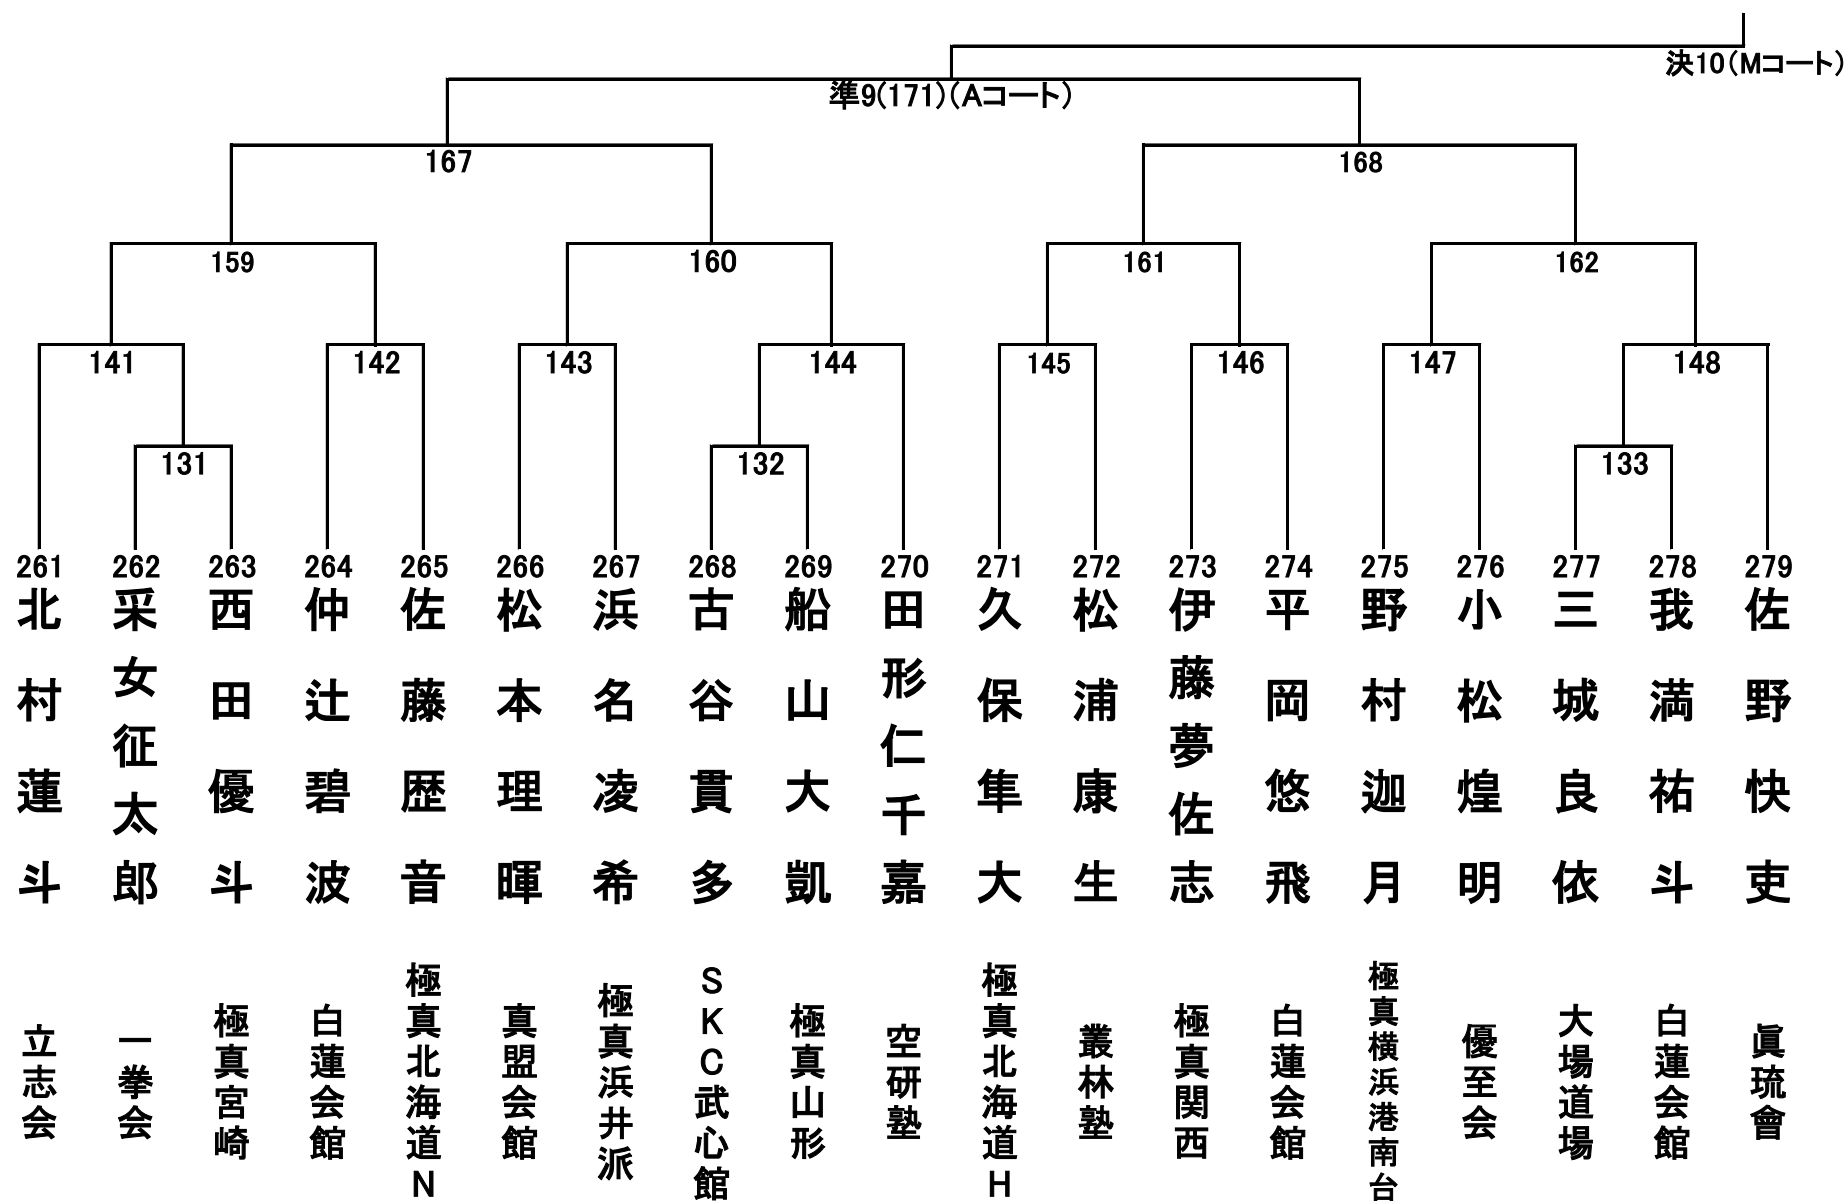 決10(Mコート)
準9(171)(Aコート)
167
168
159
160
161
162
141
142
143
144
145
146
147
148
131
132
133
261
262
263
264
265
266
267
268
269
270
271
272
273
274
275
276
277
278
279
北村蓮斗
采女征太郎
西田優斗
仲辻碧波
佐藤歴音
松本理暉
浜名凌希
古谷貫多
船山大凱
田形仁千嘉
久保隼大
松浦康生
伊藤夢佐志
平岡悠飛
野村迦月
小松煌明
三城良依
我満祐斗
佐野快吏
立志会
一拳会
極真宮崎
白蓮会館
極真北海道N
真盟会館
極真浜井派
SKC武心館
極真山形
空研塾
極真北海道H
叢林塾
極真関西
白蓮会館
極真横浜港南台
優至会
大場道場
白蓮会館
眞琉會